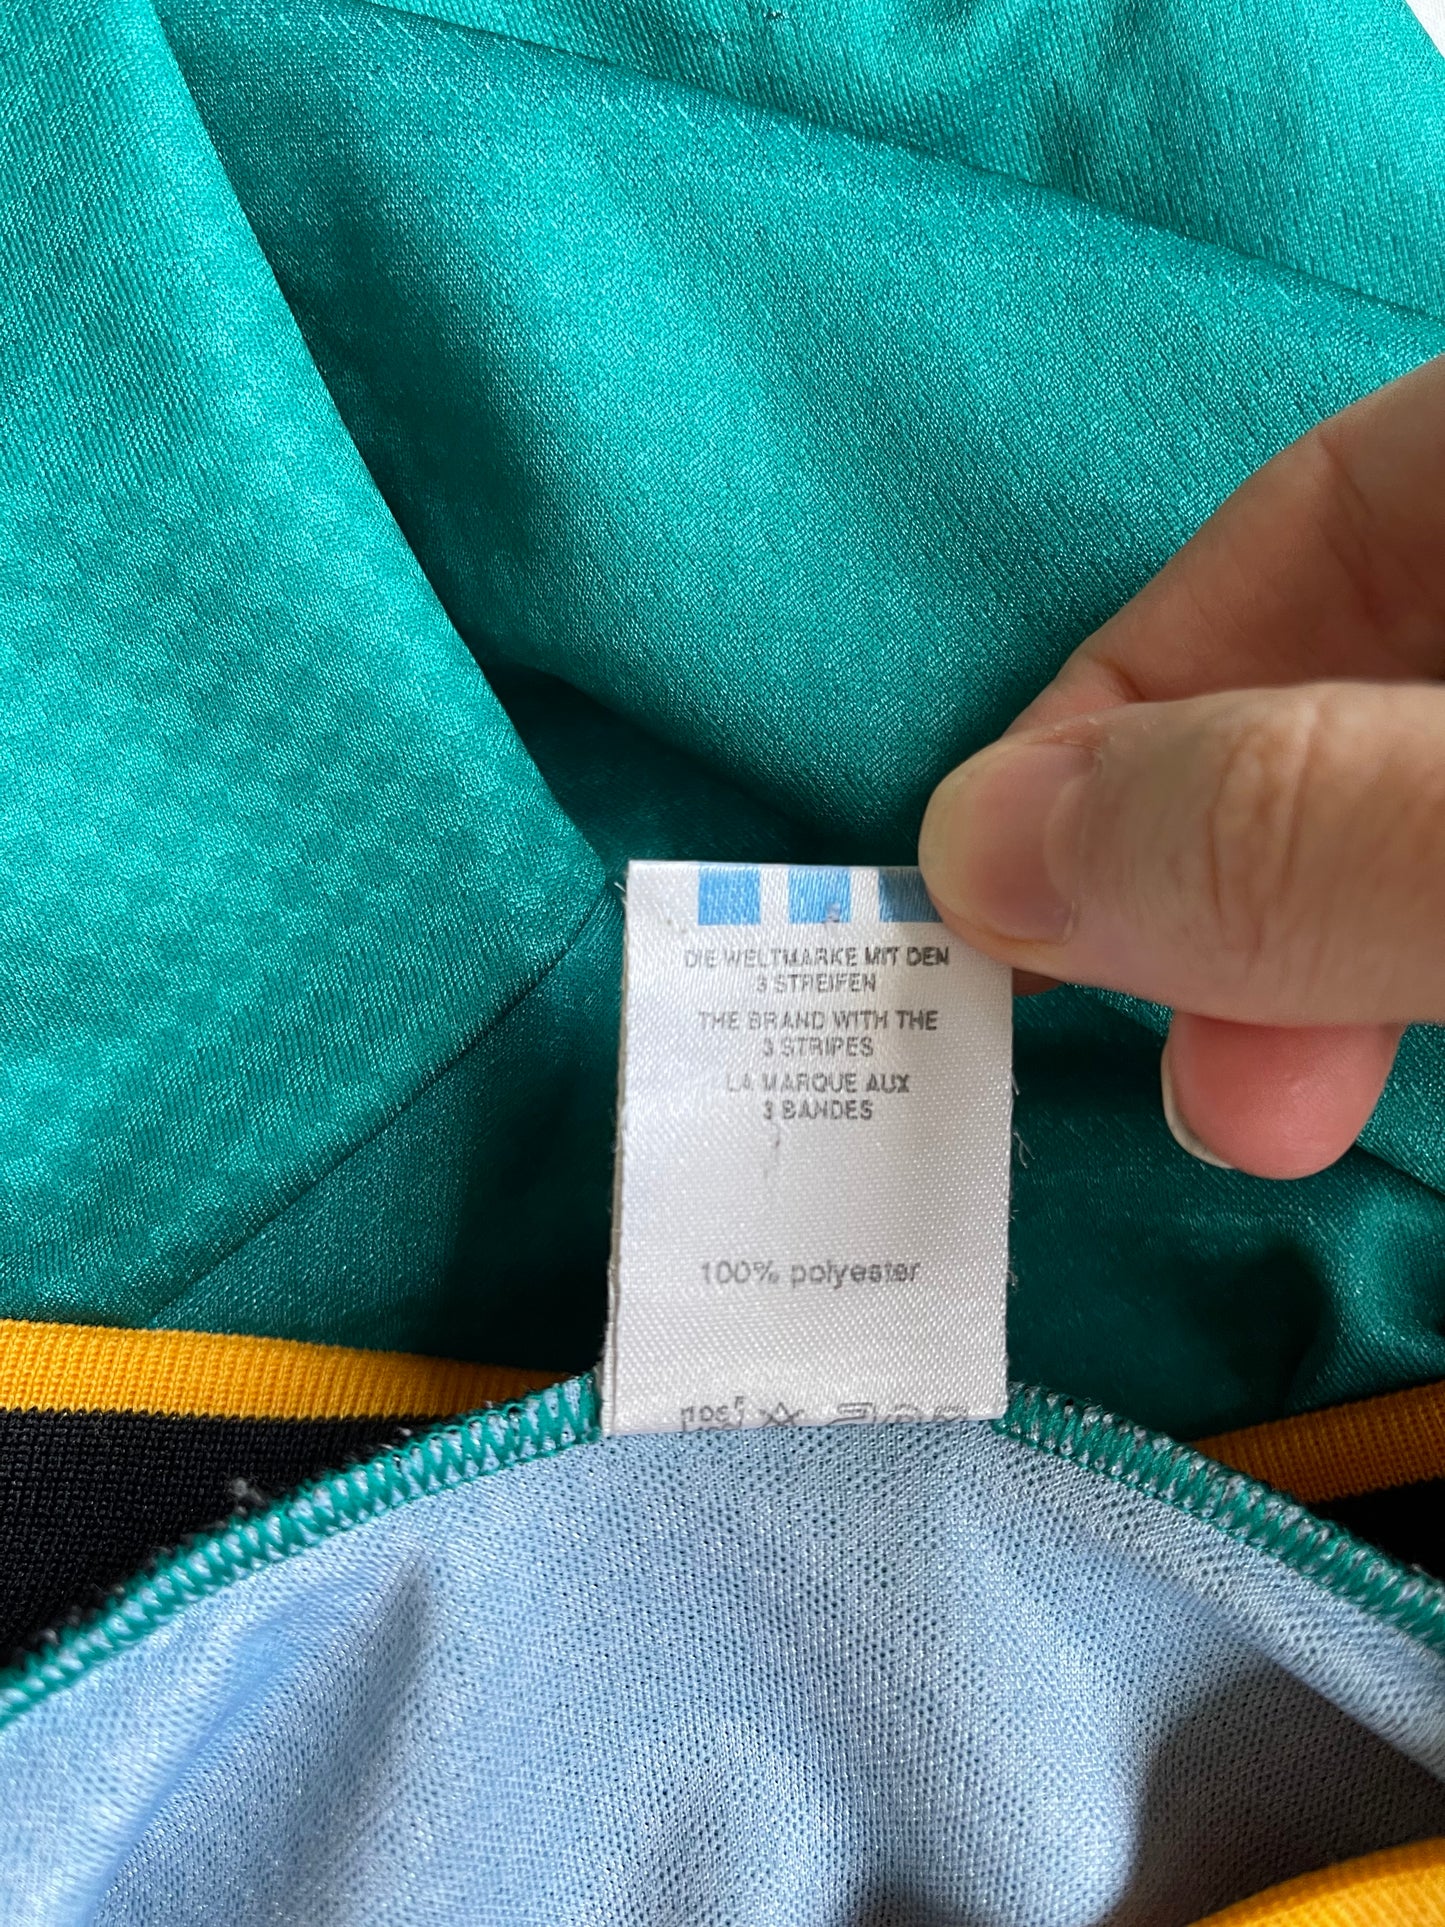 DIE WELTMARKE MIT DEN
3 STREIFEN
THE BRAND WITH THE
3 STRIPES
LA MARQUE AUX
3 BANDES
100% polyester